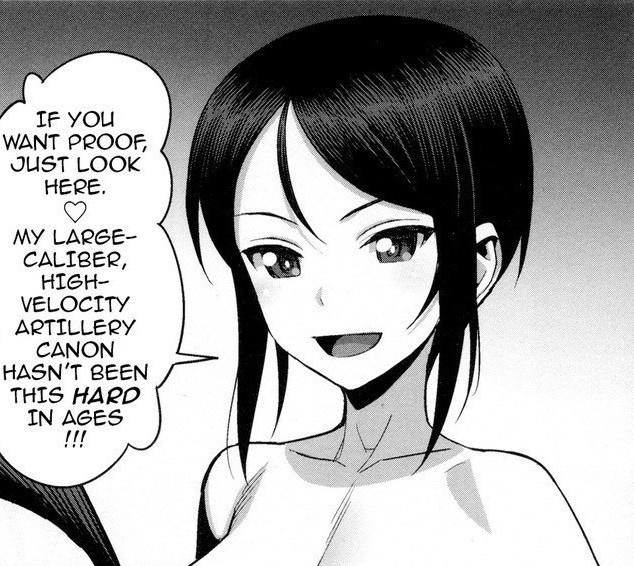 IF YOU
WANT PROOF,
JUST LOOK
HERE.
♡
MY LARGE-
CALIBER,
HIGH-
VELOCITY
ARTILLERY
CANON
HASN'T BEEN
THIS HARD
IN AGES
!!!